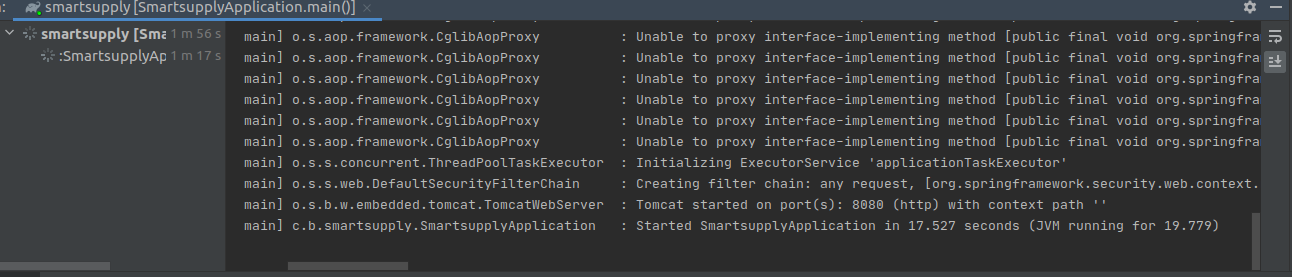 smartsupply [SmartsupplyApplication.main()]
smartsupply [Sma 1 m 56 s
:SmartsupplyAp 1 m 17 s
main] o.s.aop.framework.CglibAopProxy : Unable to proxy interface-implementing method [public final void org.springfra
main] o.s.aop.framework.CglibAopProxy : Unable to proxy interface-implementing method [public final void org.springfra
main] o.s.aop.framework.CglibAopProxy : Unable to proxy interface-implementing method [public final void org.springfra
main] o.s.aop.framework.CglibAopProxy : Unable to proxy interface-implementing method [public final void org.springfra
main] o.s.aop.framework.CglibAopProxy : Unable to proxy interface-implementing method [public final void org.springfra
main] o.s.aop.framework.CglibAopProxy : Unable to proxy interface-implementing method [public final void org.springfra
main] o.s.s.concurrent.ThreadPoolTaskExecutor : Initializing ExecutorService 'applicationTaskExecutor'
main] o.s.s.web.DefaultSecurityFilterChain : Creating filter chain: any request, [org.springframework.security.web.context.
main] o.s.b.w.embedded.tomcat.TomcatWebServer : Tomcat started on port(s): 8080 (http) with context path ''
main] c.b.smartsupply.SmartsupplyApplication : Started SmartsupplyApplication in 17.527 seconds (JVM running for 19.779)